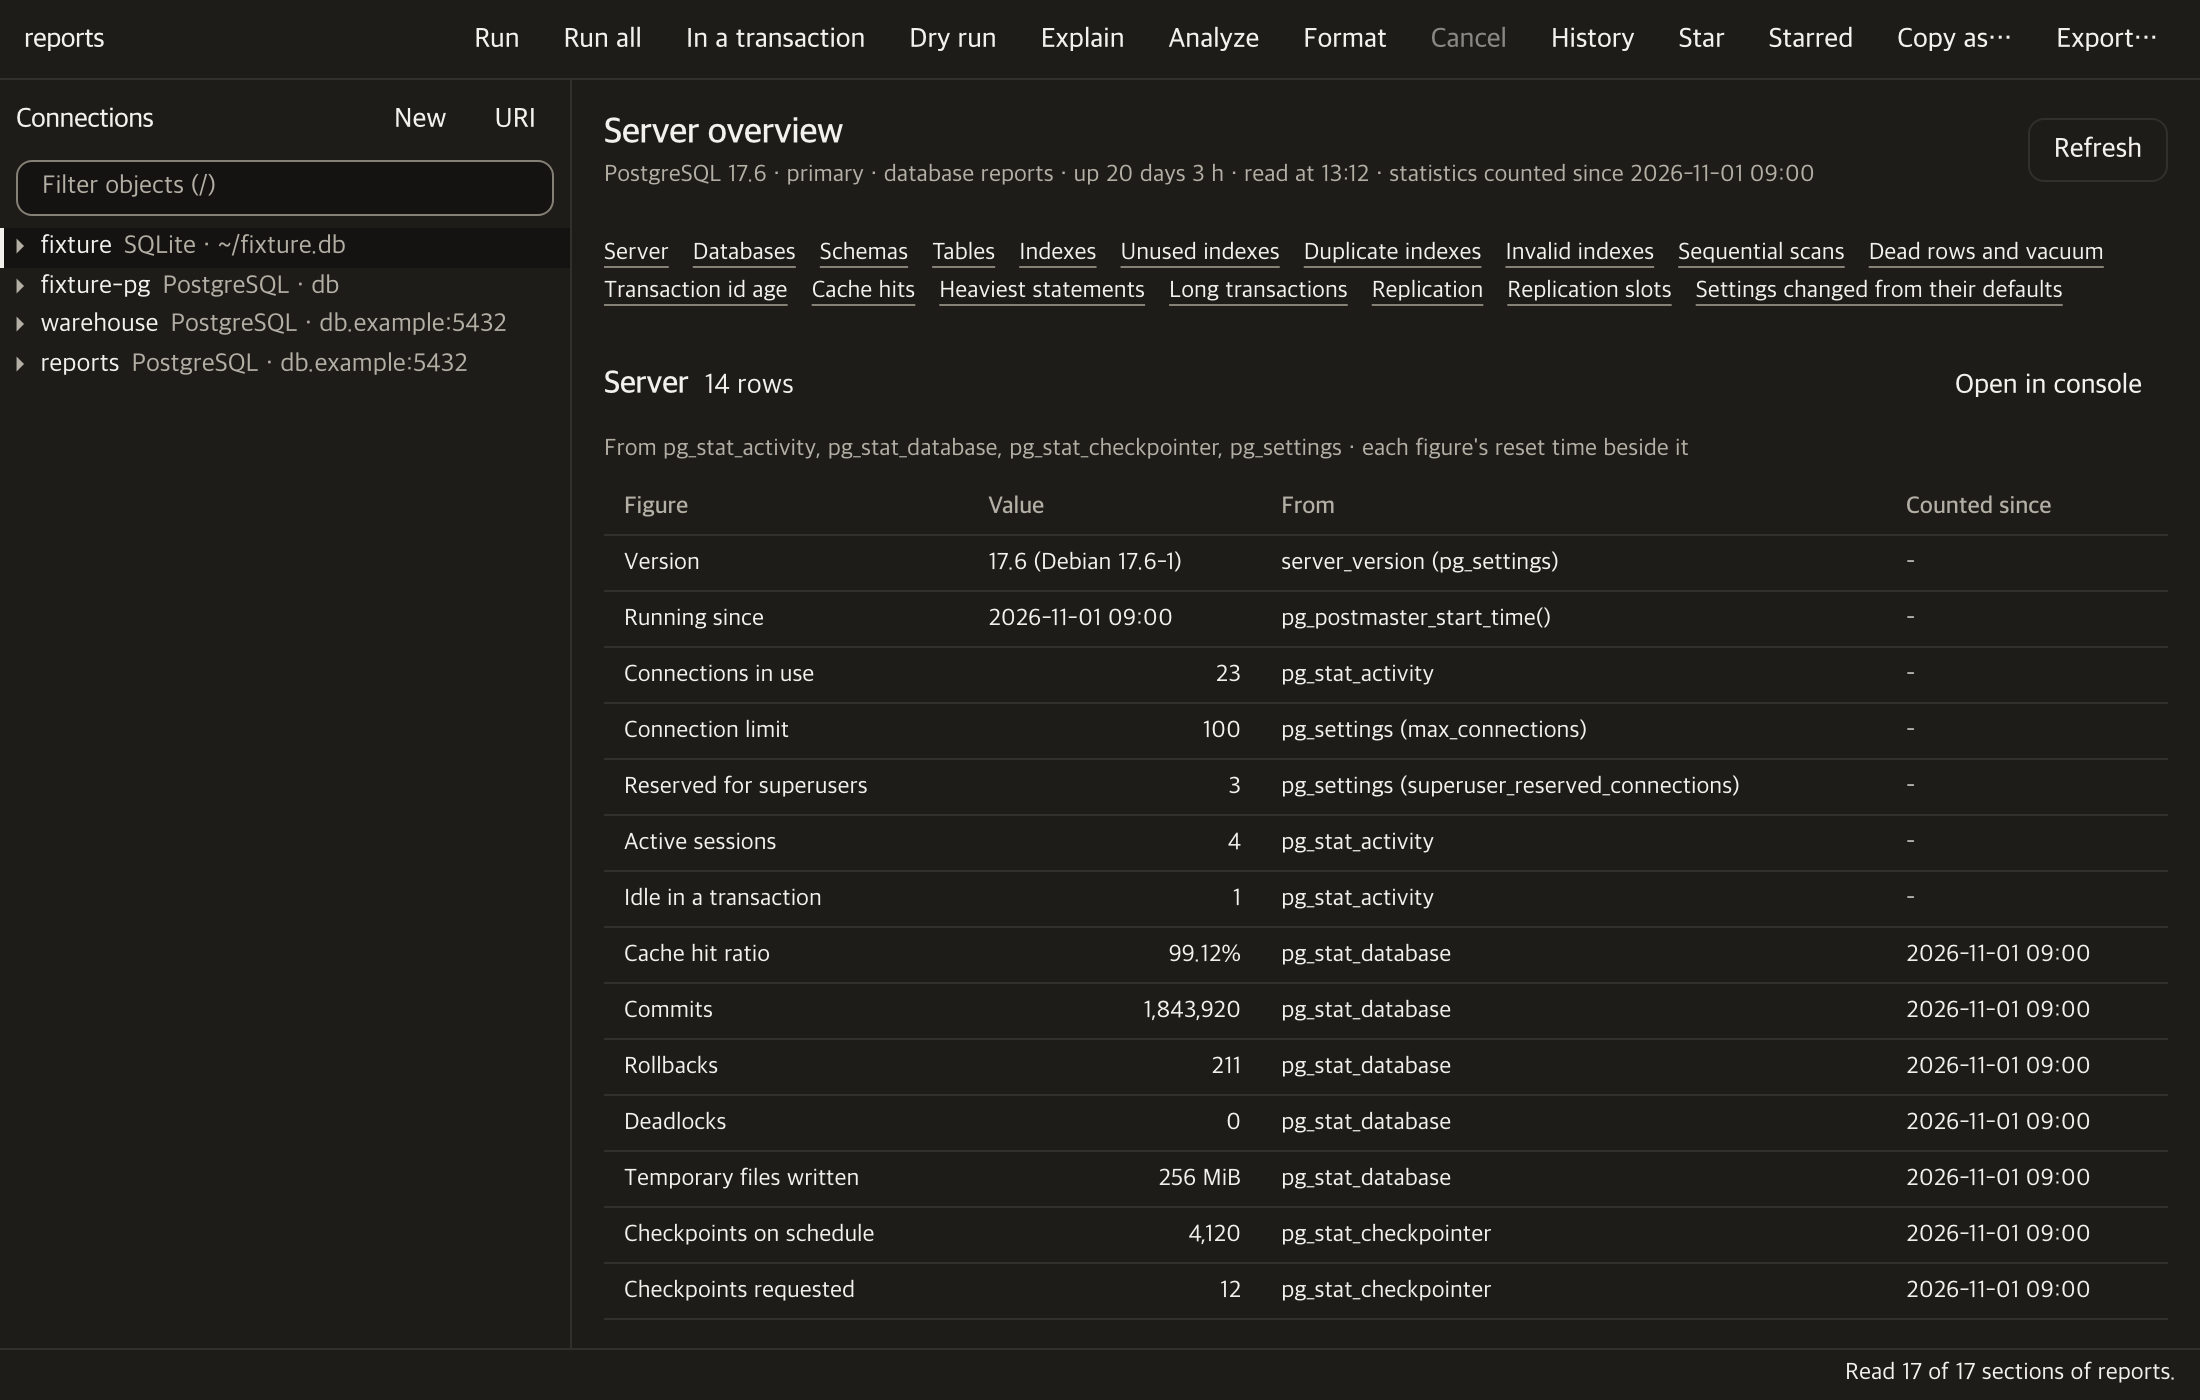 reports Run Run all In a transaction Dry run Explain Analyze Format Cancel History Star Starred Copy as… Export…
Connections New URI
Filter objects (/)
fixture SQLite · ~/fixture.db
fixture-pg PostgreSQL · db
warehouse PostgreSQL · db.example:5432
reports PostgreSQL · db.example:5432
Server overview
Refresh
PostgreSQL 17.6 · primary · database reports · up 20 days 3 h · read at 13:12 · statistics counted since 2026-11-01 09:00
Server Databases Schemas Tables Indexes Unused indexes Duplicate indexes Invalid indexes Sequential scans Dead rows and vacuum
Transaction id age Cache hits Heaviest statements Long transactions Replication Replication slots Settings changed from their defaults
Server 14 rows Open in console
From pg_stat_activity, pg_stat_database, pg_stat_checkpointer, pg_settings · each figure's reset time beside it
Figure Value From Counted since
Version 17.6 (Debian 17.6-1) server_version (pg_settings) -
Running since 2026-11-01 09:00 pg_postmaster_start_time() -
Connections in use 23 pg_stat_activity -
Connection limit 100 pg_settings (max_connections) -
Reserved for superusers 3 pg_settings (superuser_reserved_connections) -
Active sessions 4 pg_stat_activity -
Idle in a transaction 1 pg_stat_activity -
Cache hit ratio 99.12% pg_stat_database 2026-11-01 09:00
Commits 1,843,920 pg_stat_database 2026-11-01 09:00
Rollbacks 211 pg_stat_database 2026-11-01 09:00
Deadlocks 0 pg_stat_database 2026-11-01 09:00
Temporary files written 256 MiB pg_stat_database 2026-11-01 09:00
Checkpoints on schedule 4,120 pg_stat_checkpointer 2026-11-01 09:00
Checkpoints requested 12 pg_stat_checkpointer 2026-11-01 09:00
Read 17 of 17 sections of reports.